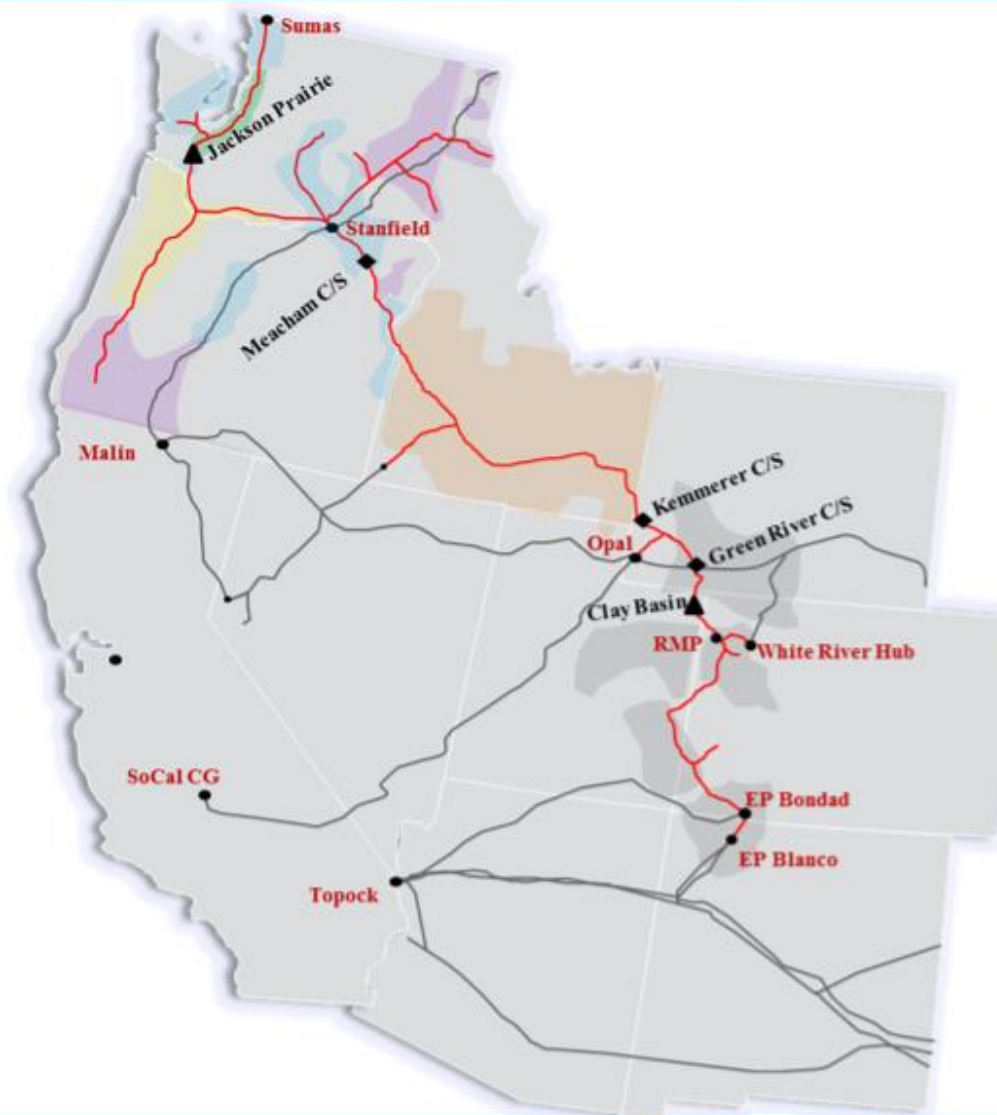 Sumas
Jackson Prairie
Stanfield
Meacham C/S
Malin
Kemmerer C/S
Opal
Green River C/S
Clay Basin
RMP
White River Hub
SoCal CG
EP Bondad
EP Blanco
Topock